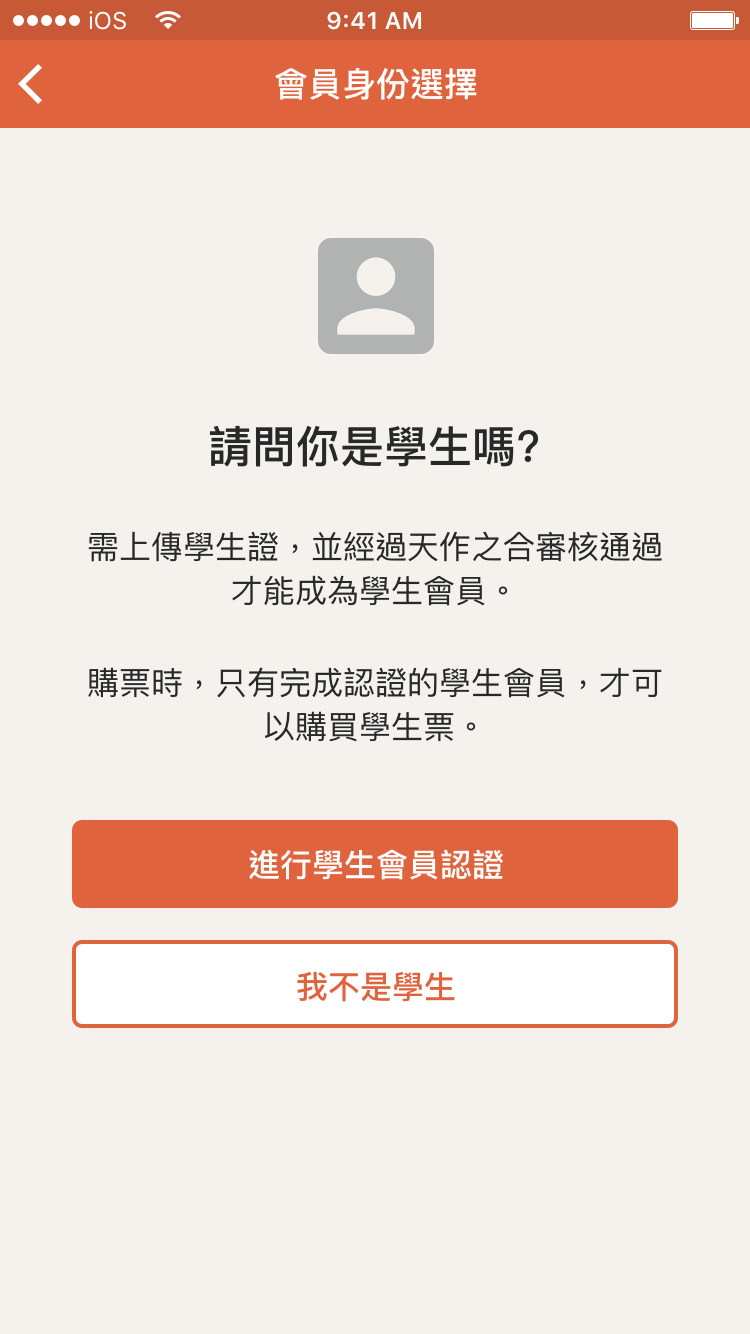 iOS 9:41 AM
會員身份選擇
請問你是學生嗎?
需上傳學生證，並經過天作之合審核通過
才能成為學生會員。
購票時，只有完成認證的學生會員，才可
以購買學生票。
進行學生會員認證
我不是學生